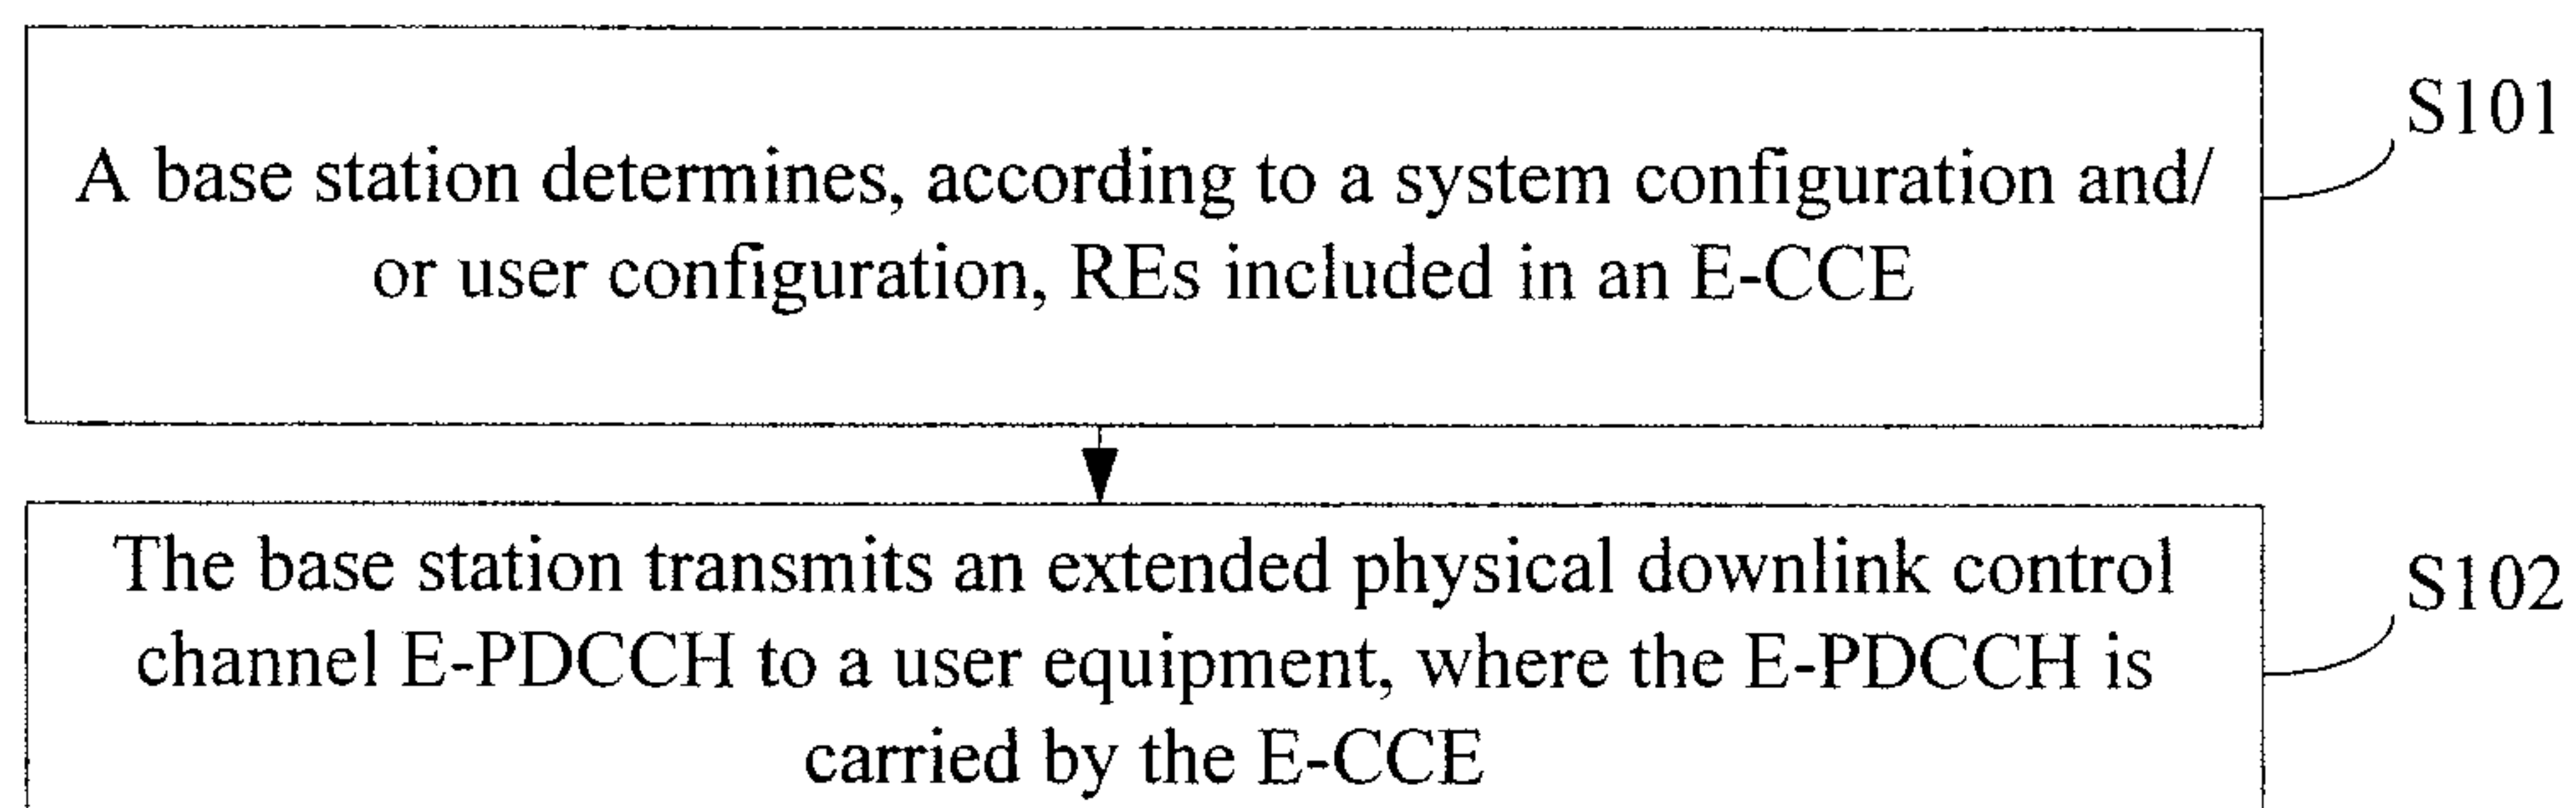 A base station determines, according to a system configuration and/
or user configuration, REs included in an E-CCE
S101
The base station transmits an extended physical downlink control
channel E-PDCCH to a user equipment, where the E-PDCCH is
carried by the E-CCE
S102